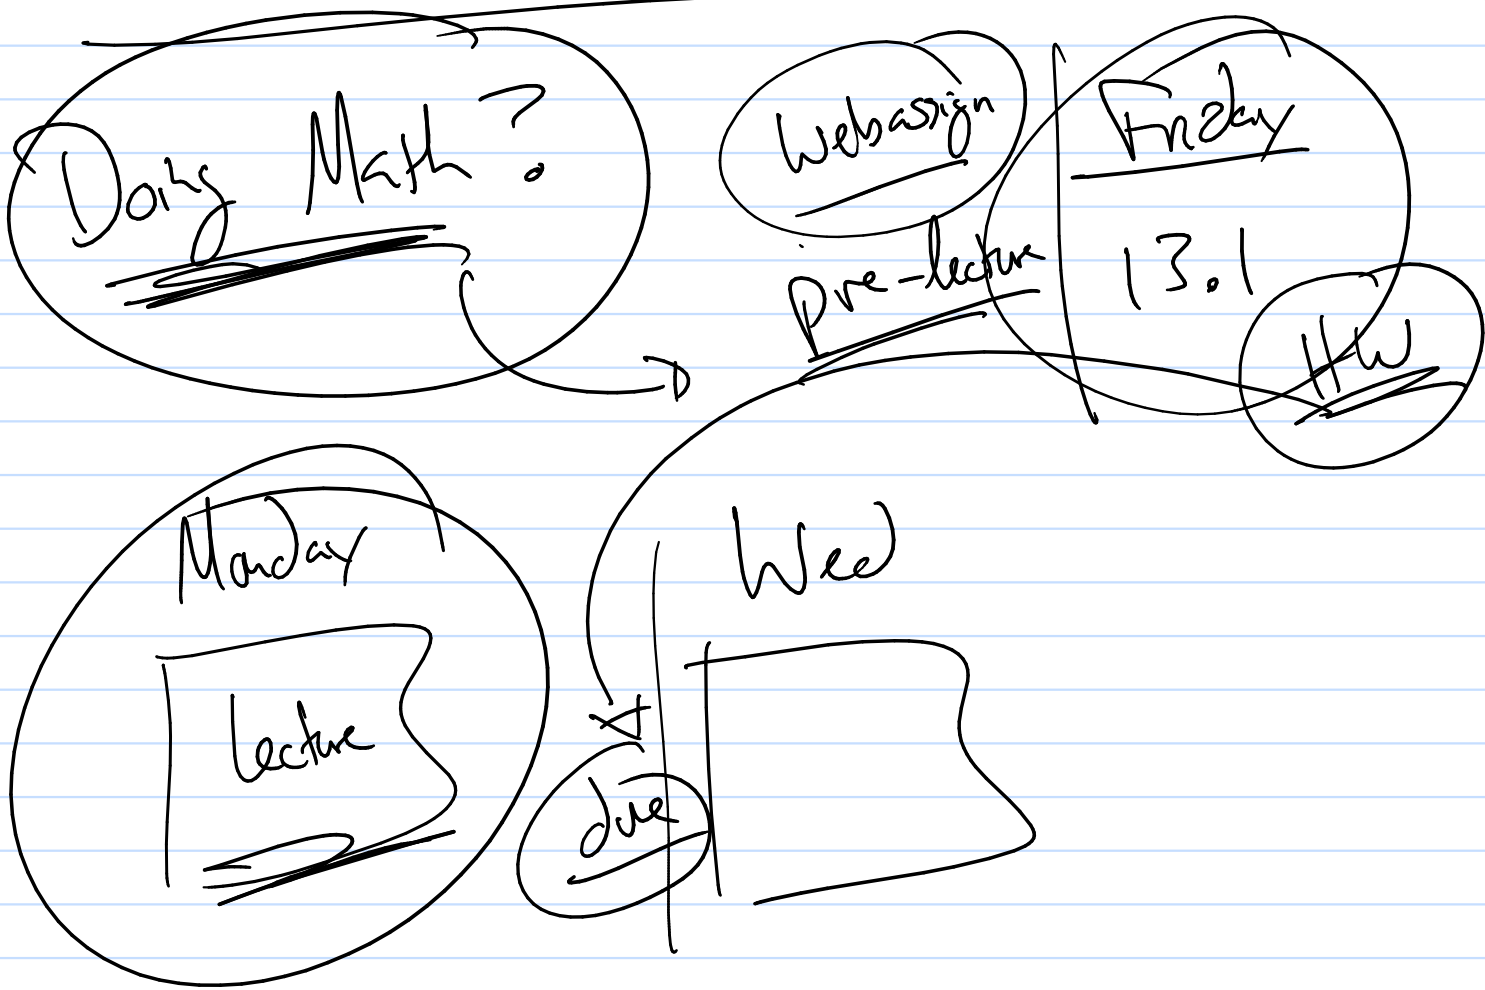 Doing Math?
Webassign
pre-lecture
Friday
13.1
HW
Monday
Lecture
due
Wed